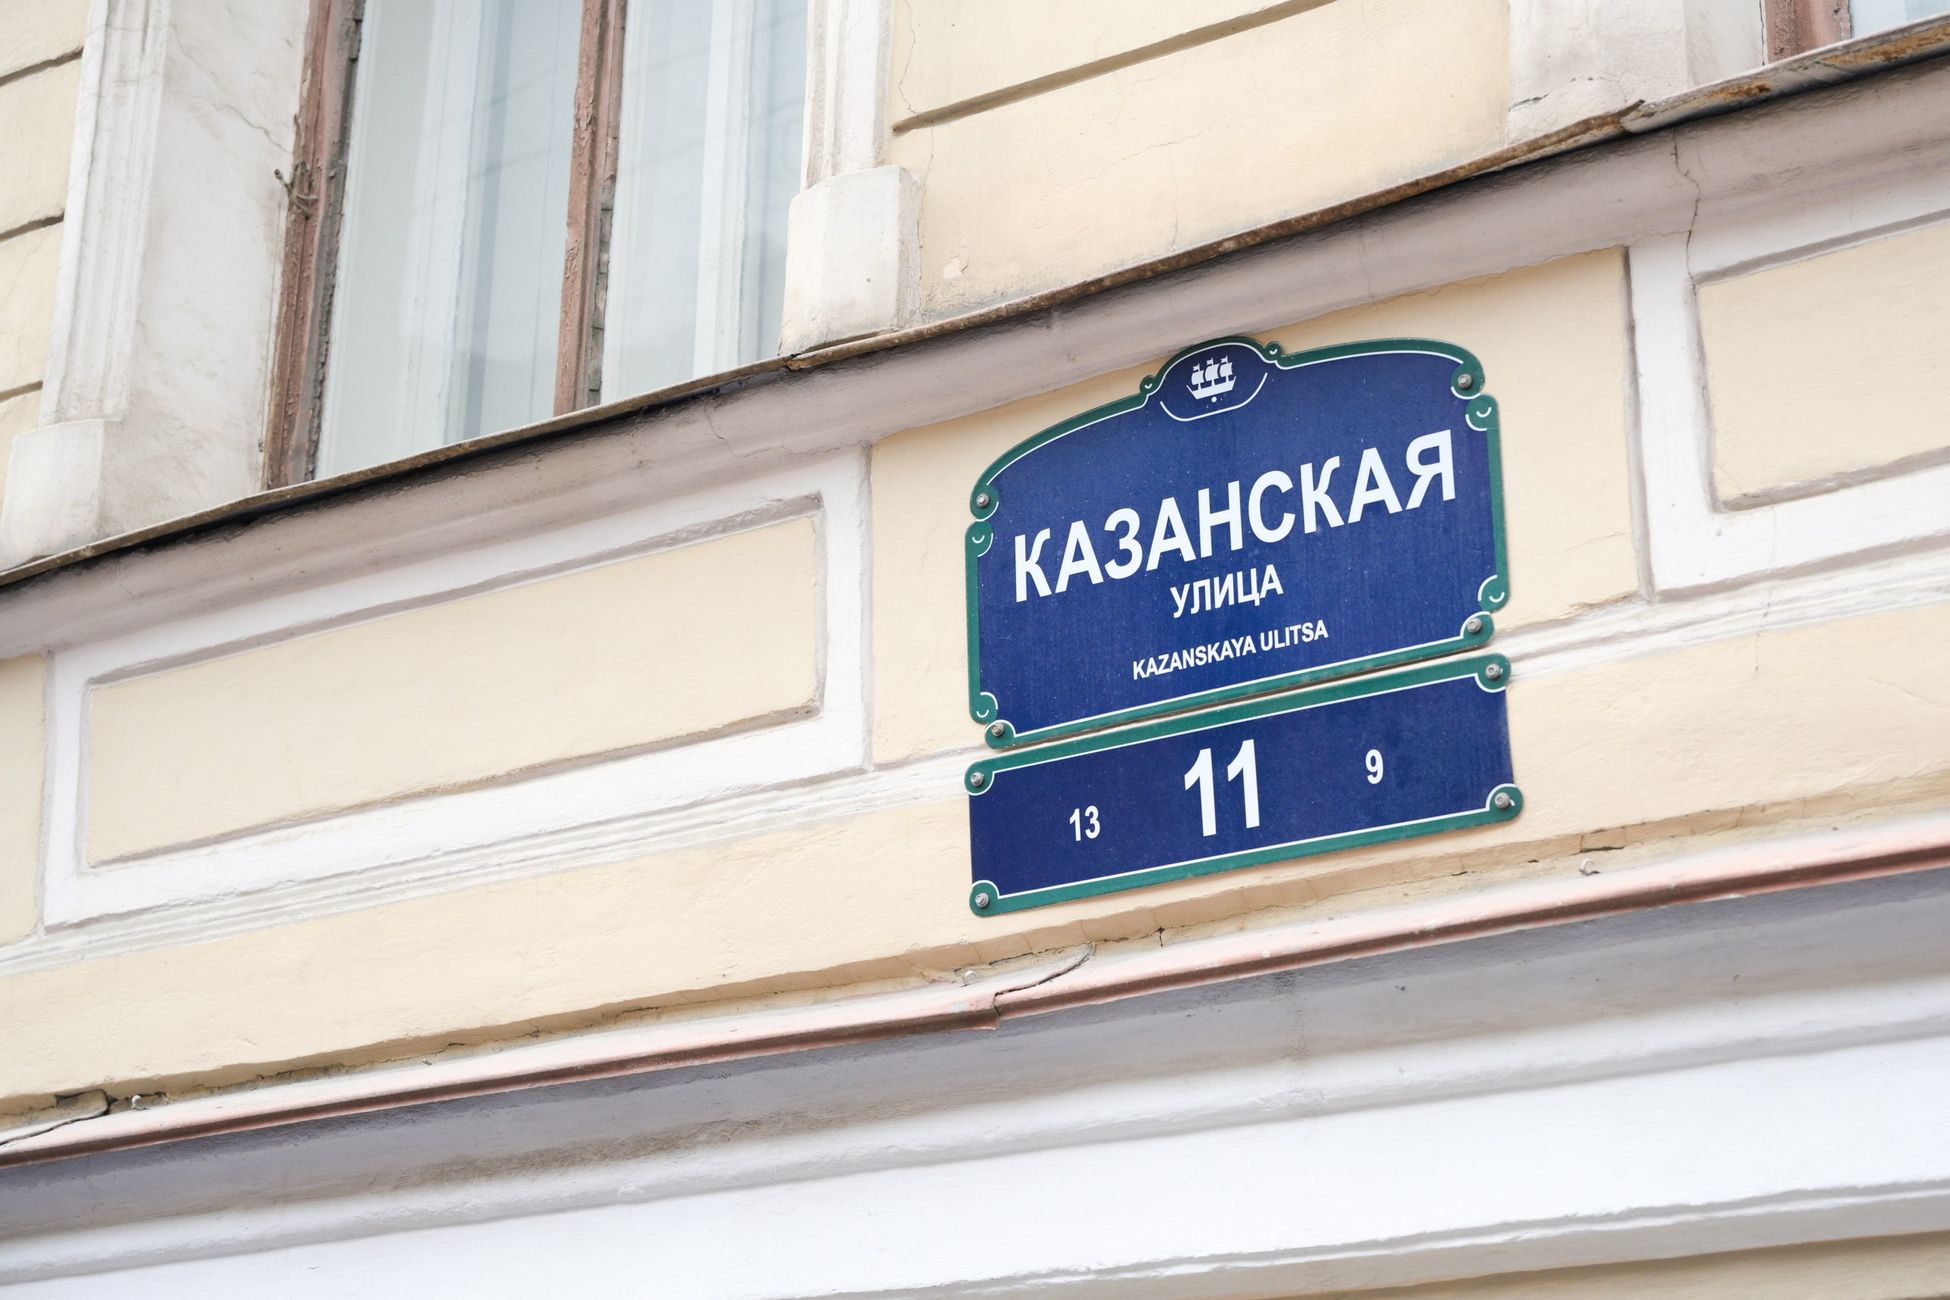 КАЗАНСКАЯ
УЛИЦА
KAZANSKAYA ULITSA
13 11 9